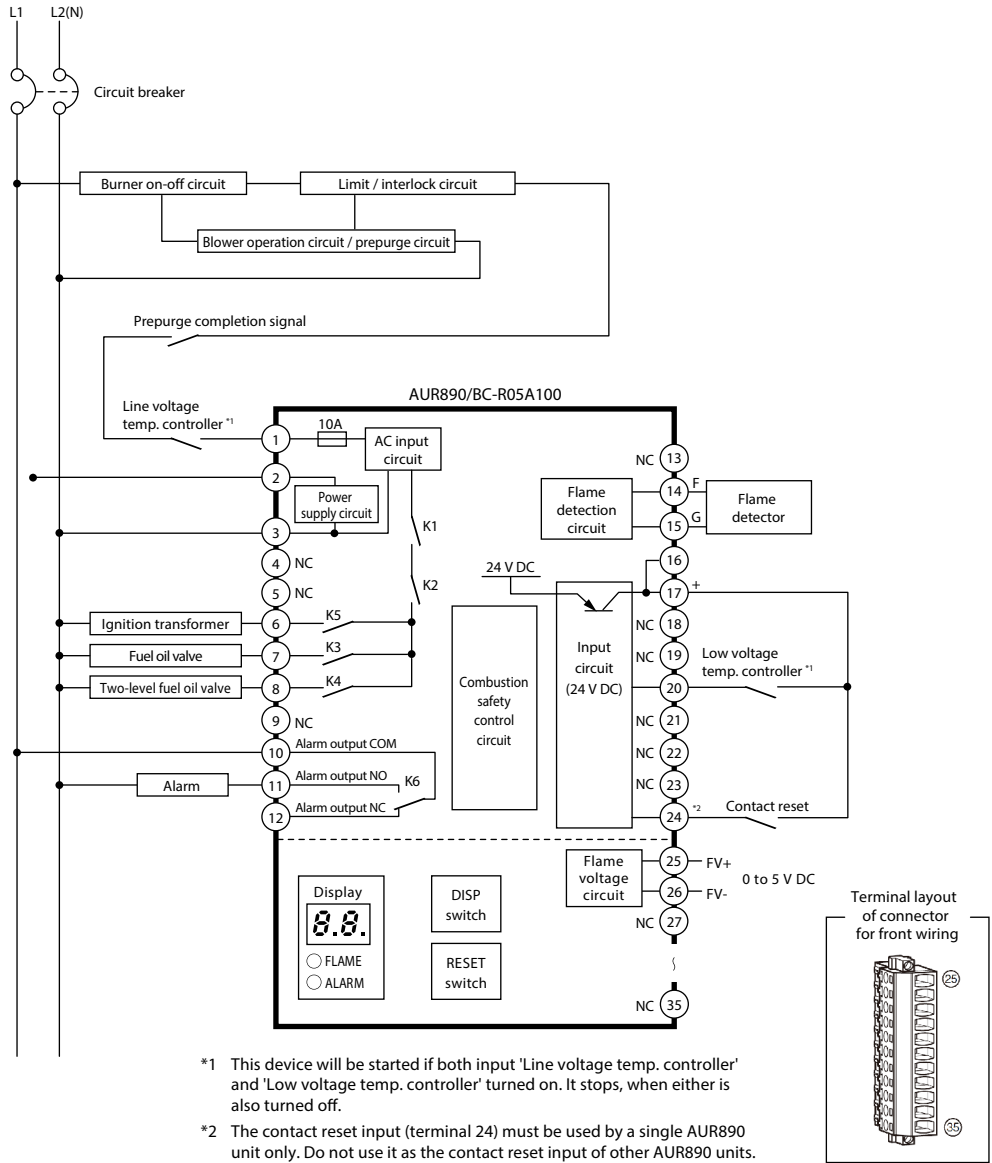 L1
L2(N)
Circuit breaker
Burner on-off circuit
Limit / interlock circuit
Blower operation circuit / prepurge circuit
Prepurge completion signal
AUR890/BC-R05A100
Line voltage
temp. controller *1
1
10A
AC input
circuit
2
Power
supply circuit
3
K1
4
NC
5
NC
K2
Ignition transformer
6
K5
Fuel oil valve
7
K3
Two-level fuel oil valve
8
K4
9
NC
10
Alarm output COM
Alarm
11
Alarm output NO
K6
12
Alarm output NC
24 V DC
Combustion
safety
control
circuit
Input
circuit
(24 V DC)
Flame
detection
circuit
NC
13
14
F
15
G
Flame
detector
16
17
+
NC
18
NC
19
Low voltage
temp. controller *1
20
NC
21
NC
22
NC
23
24
*2
Contact reset
Flame
voltage
circuit
25
FV+
0 to 5 V DC
26
FV-
NC
27
NC
35
Display
8.8.
FLAME
ALARM
DISP
switch
RESET
switch
Terminal layout
of connector
for front wiring
25
35
*1 This device will be started if both input 'Line voltage temp. controller'
and 'Low voltage temp. controller' turned on. It stops, when either is
also turned off.
*2 The contact reset input (terminal 24) must be used by a single AUR890
unit only. Do not use it as the contact reset input of other AUR890 units.